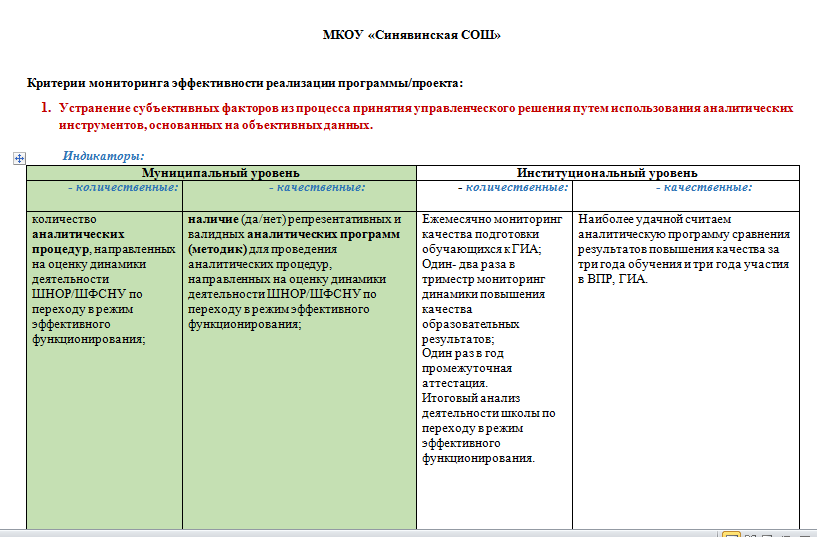 МКОУ «Синявинская СОШ»
Критерии мониторинга эффективности реализации программы/проекта:
1. Устранение субъективных факторов из процесса принятия управленческого решения путем использования аналитических
инструментов, основанных на объективных данных.
Индикаторы:
Муниципальный уровень
Институциональный уровень
- количественные:
- качественные:
- количественные:
- качественные:
количество
аналитических
процедур, направленных
на оценку динамики
деятельности
ШНОР/ШФСНУ по
переходу в режим
эффективного
функционирования;
наличие (да/нет) репрезентативных и
валидных аналитических программ
(методик) для проведения
аналитических процедур,
направленных на оценку динамики
деятельности ШНОР/ШФСНУ по
переходу в режим эффективного
функционирования;
Ежемесячно мониторинг
качества подготовки
обучающихся к ГИА;
Один- два раза в
триместр мониторинг
динамики повышения
качества
образовательных
результатов;
Один раз в год
промежуточная
аттестация.
Итоговый анализ
деятельности школы по
переходу в режим
эффективного
функционирования.
Наиболее удачной считаем
аналитическую программу сравнения
результатов повышения качества за
три года обучения и три года участия
в ВПР, ГИА.